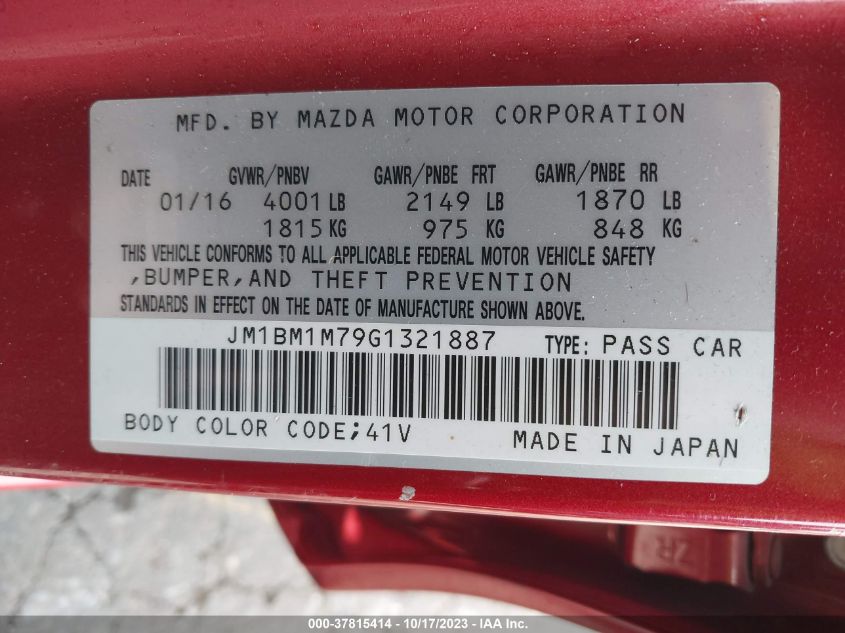 MFD. BY MAZDA MOTOR CORPORATION
DATE GVWR/PNBV GAWR/PNBE FRT GAWR/PNBE RR
01/16 4001 LB 2149 LB 1870 LB
1815 KG 975 KG 848 KG
THIS VEHICLE CONFORMS TO ALL APPLICABLE FEDERAL MOTOR VEHICLE SAFETY
,BUMPER,AND THEFT PREVENTION
STANDARDS IN EFFECT ON THE DATE OF MANUFACTURE SHOWN ABOVE.
JM1BM1M79G1321887 TYPE: PASS CAR
BODY COLOR CODE;41V MADE IN JAPAN
ZR
000-37815414 - 10/17/2023 - IAA Inc.